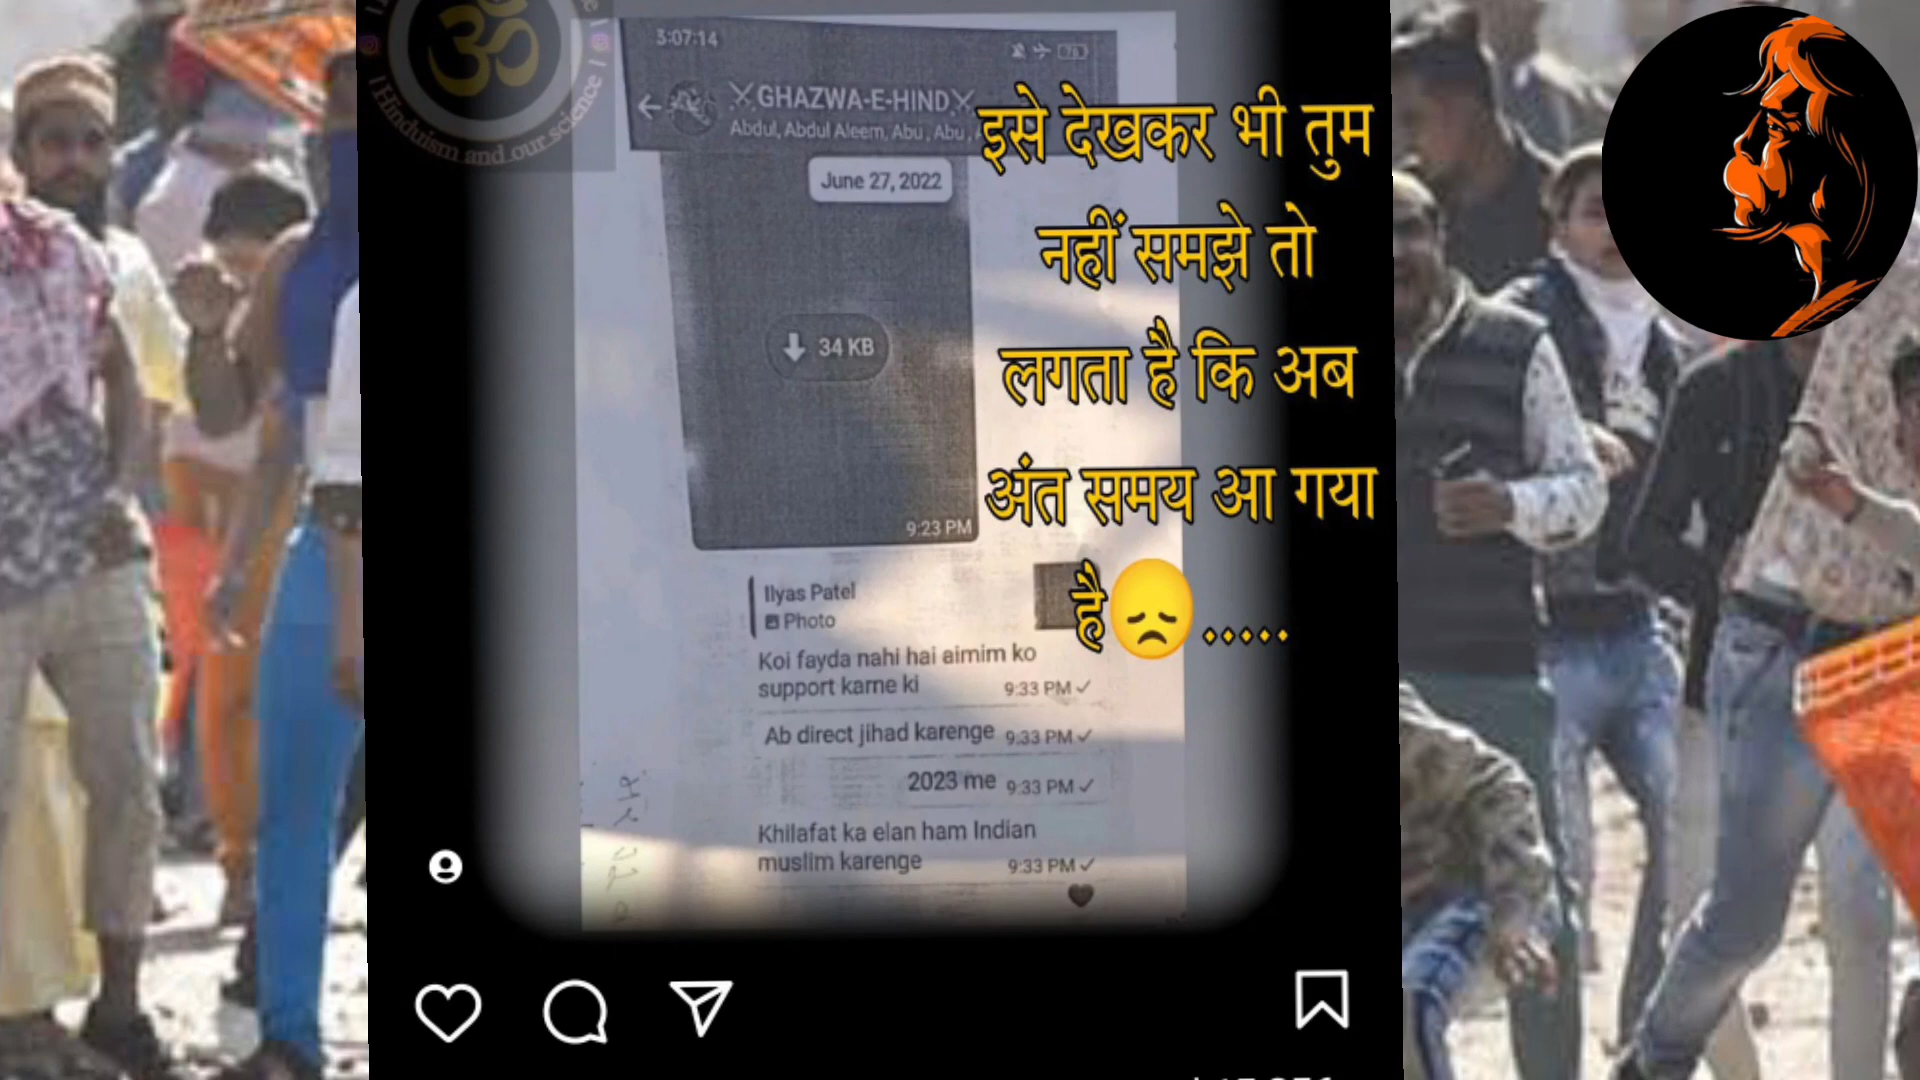 I Hinduism and our science I
3:07:14
78
⚔GHAZWA-E-HIND⚔
Abdul, Abdul Aleem, Abu, Abu,
June 27, 2022
34 KB
9:23 PM
Ilyas Patel
Photo
Koi fayda nahi hai aimim ko
support karne ki 9:33 PM ✓
Ab direct jihad karenge 9:33 PM ✓
2023 me 9:33 PM ✓
Khilafat ka elan ham Indian
muslim karenge 9:33 PM ✓
इसे देखकर भी तुम
नहीं समझे तो
लगता है कि अब
अंत समय आ गया
है😞.....